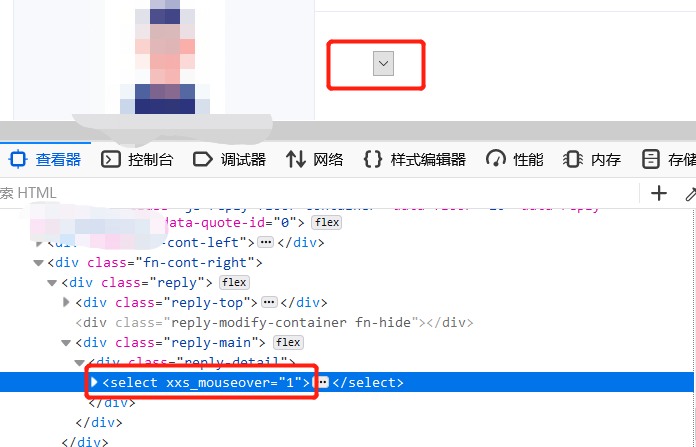 查看器 控制台 调试器 网络 样式编辑器 性能 内存 存储
索 HTML
data-quote-id="0"> flex
-cont-left"> ••• </div>
<div class="fn-cont-right">
<div class="reply"> flex
<div class="reply-top"> ••• </div>
<div class="reply-modify-container fn-hide"></div>
<div class="reply-main"> flex
<div class="reply-detail">
<select xxs_mouseover="1"> ••• </select>
</div>
</div>
</div>